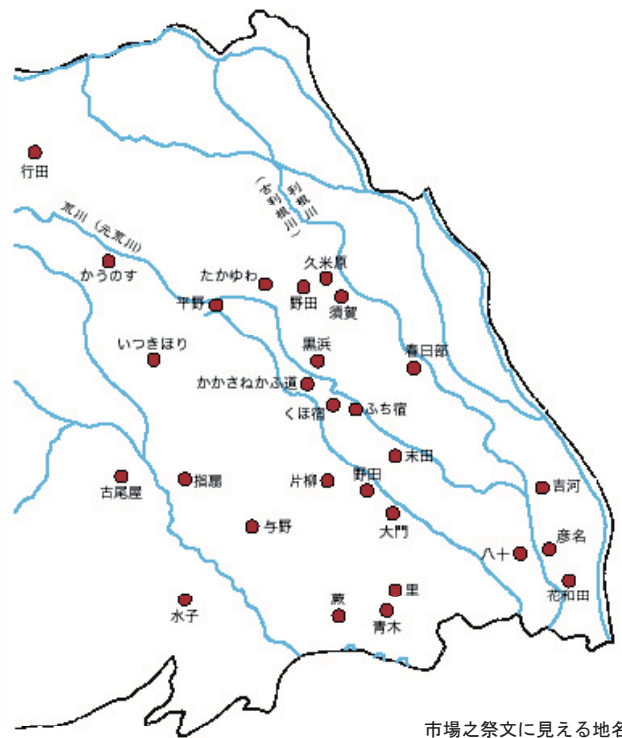 行田
利根川
(古利根川)
荒川(元荒川)
かうのす
たかゆわ
久米原
野田
須賀
平野
いつきほり
黒浜
春日部
かかさねかふ道
くほ宿
ふち宿
末田
古尾屋
指扇
片柳
野田
吉河
大門
与野
八十
彦名
花和田
里
水子
蕨
青木
市場之祭文に見える地名